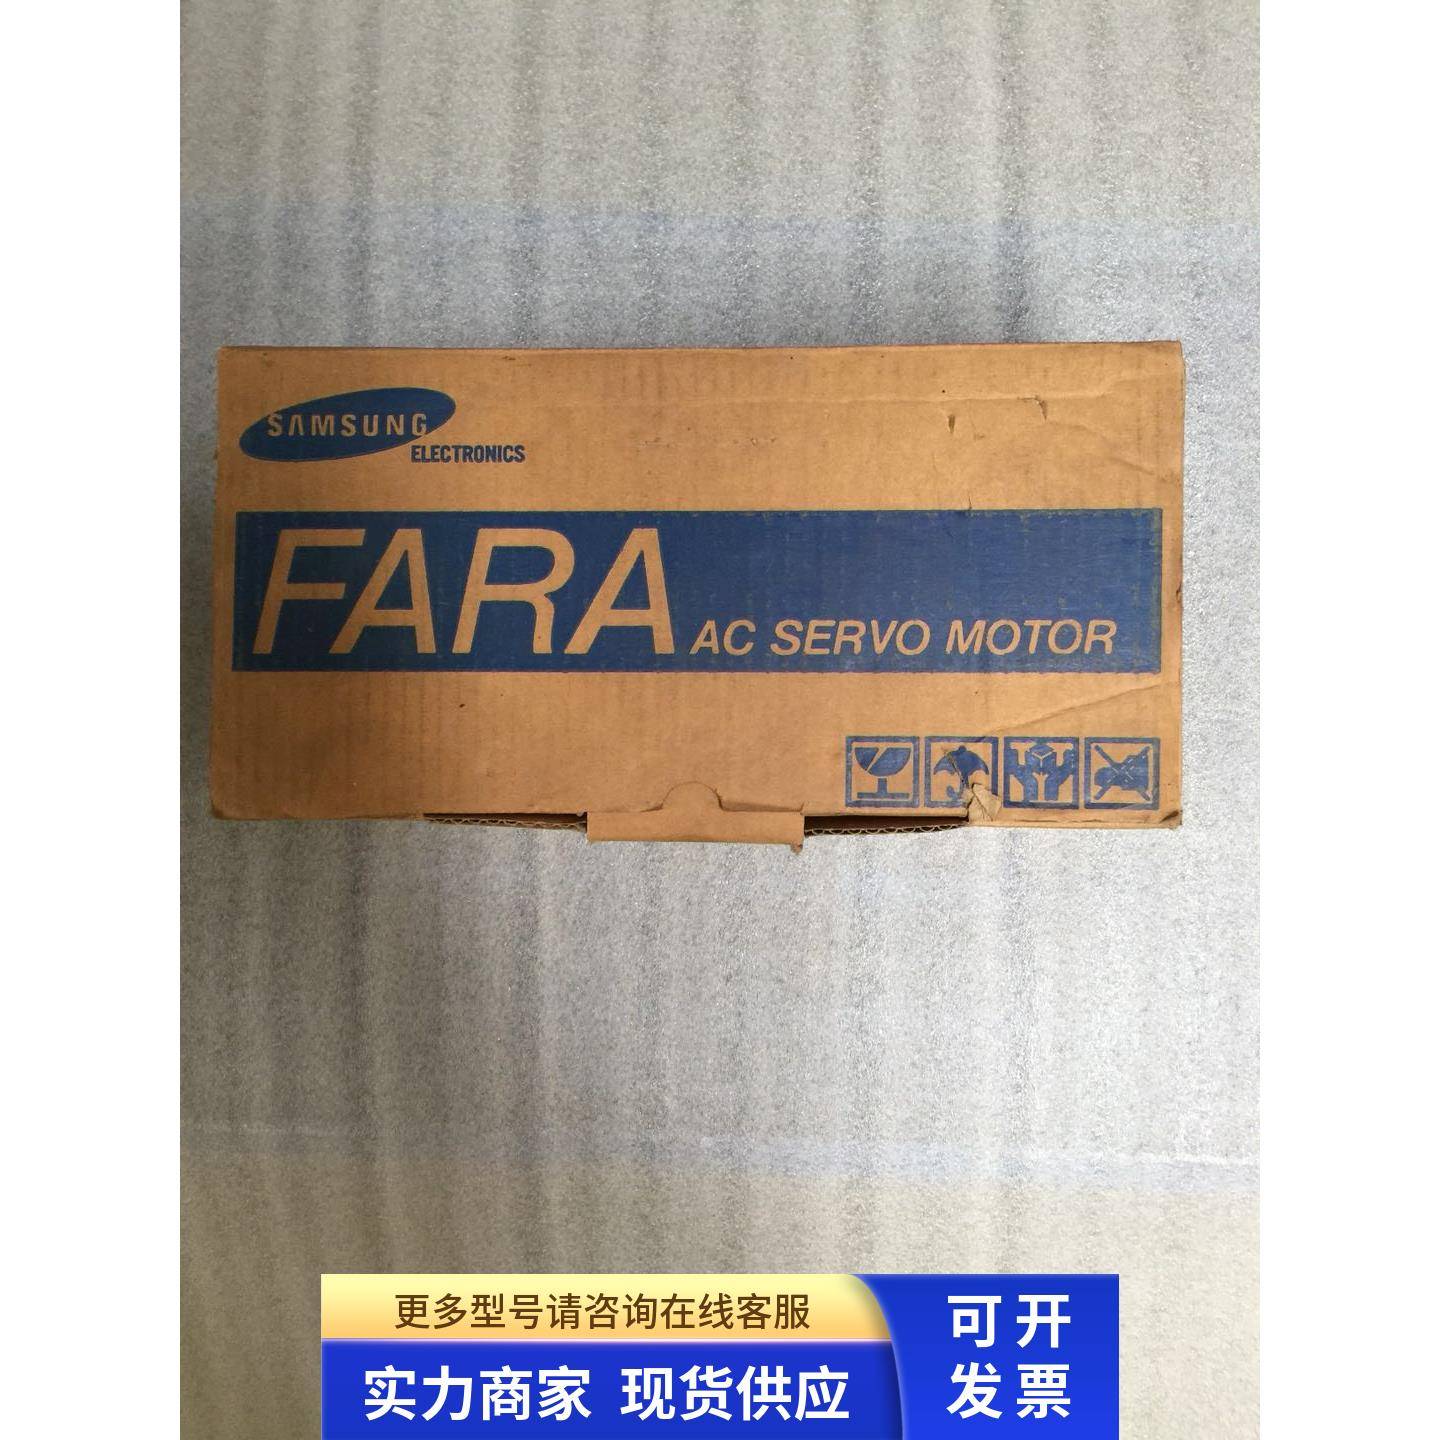 SAMSUNG
ELECTRONICS
FARA AC SERVO MOTOR
更多型号请咨询在线客服
实力商家 现货供应
可开
发票